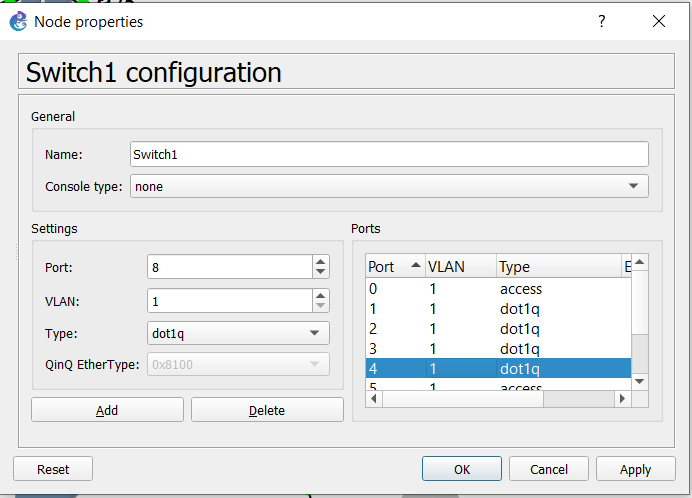 Node properties
Switch1 configuration
General
Name: Switch1
Console type: none
Settings
Port: 8
VLAN: 1
Type: dot1q
QinQ EtherType: 0x8100
Add Delete
Ports
Port VLAN Type E
0 1 access
1 1 dot1q
2 1 dot1q
3 1 dot1q
4 1 dot1q
5 1 access
Reset OK Cancel Apply